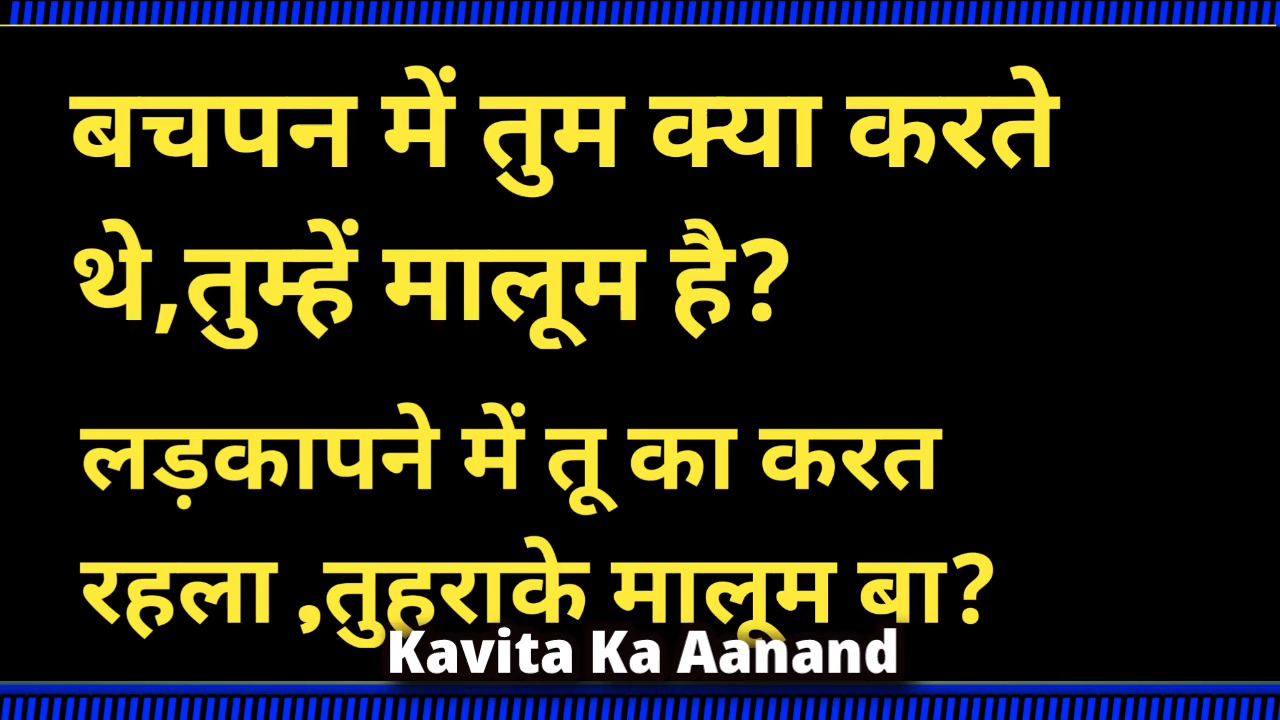 बचपन में तुम क्या करते
थे,तुम्हें मालूम है?
लड़कापने में तू का करत
रहला ,तुहराके मालूम बा?
Kavita Ka Aanand